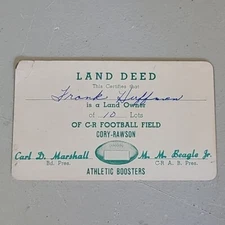 LAND DEED
This Certifies that
Frank Huffman
is a Land Owner
of 10 Lots
OF C-R FOOTBALL FIELD
CORY-RAWSON
Carl D. Marshall M. M. Beagle Jr.
Bd. Pres. C-R A. B. Pres.
ATHLETIC BOOSTERS